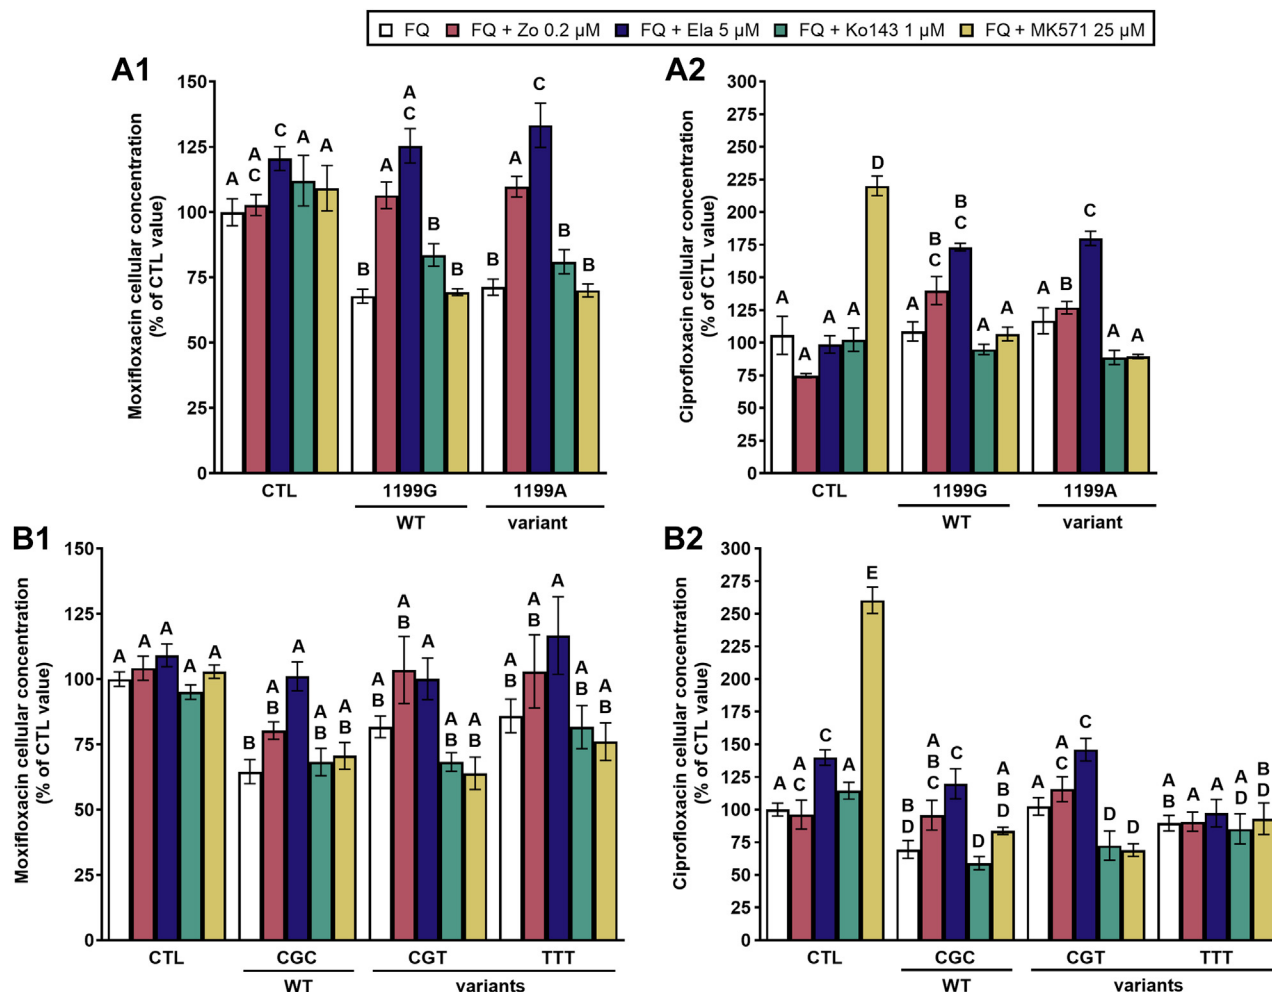 FQ FQ + Zo 0.2 µM FQ + Ela 5 µM FQ + Ko143 1 µM FQ + MK571 25 µM
A1
Moxifloxacin cellular concentration
(% of CTL value)
150
125
100
75
50
25
0
A
A
C
C
A
A
B
A
A
C
B
B
B
A
C
B
B
CTL
1199G
1199A
WT
variant
A2
Ciprofloxacin cellular concentration
(% of CTL value)
300
275
250
225
200
175
150
125
100
75
50
25
0
A
A
A
A
D
A
B
C
B
C
A
A
A
B
C
A
A
CTL
1199G
1199A
WT
variant
B1
Moxifloxacin cellular concentration
(% of CTL value)
150
125
100
75
50
25
0
A
A
A
A
A
B
A
B
A
A
B
A
B
A
B
A
B
A
A
B
A
B
A
B
A
B
A
A
B
A
B
CTL
CGC
CGT
TTT
WT
variants
B2
Ciprofloxacin cellular concentration
(% of CTL value)
300
275
250
225
200
175
150
125
100
75
50
25
0
A
A
C
C
A
E
B
D
A
B
C
C
D
A
B
D
A
A
C
C
D
D
A
B
A
A
A
D
B
D
CTL
CGC
CGT
TTT
WT
variants